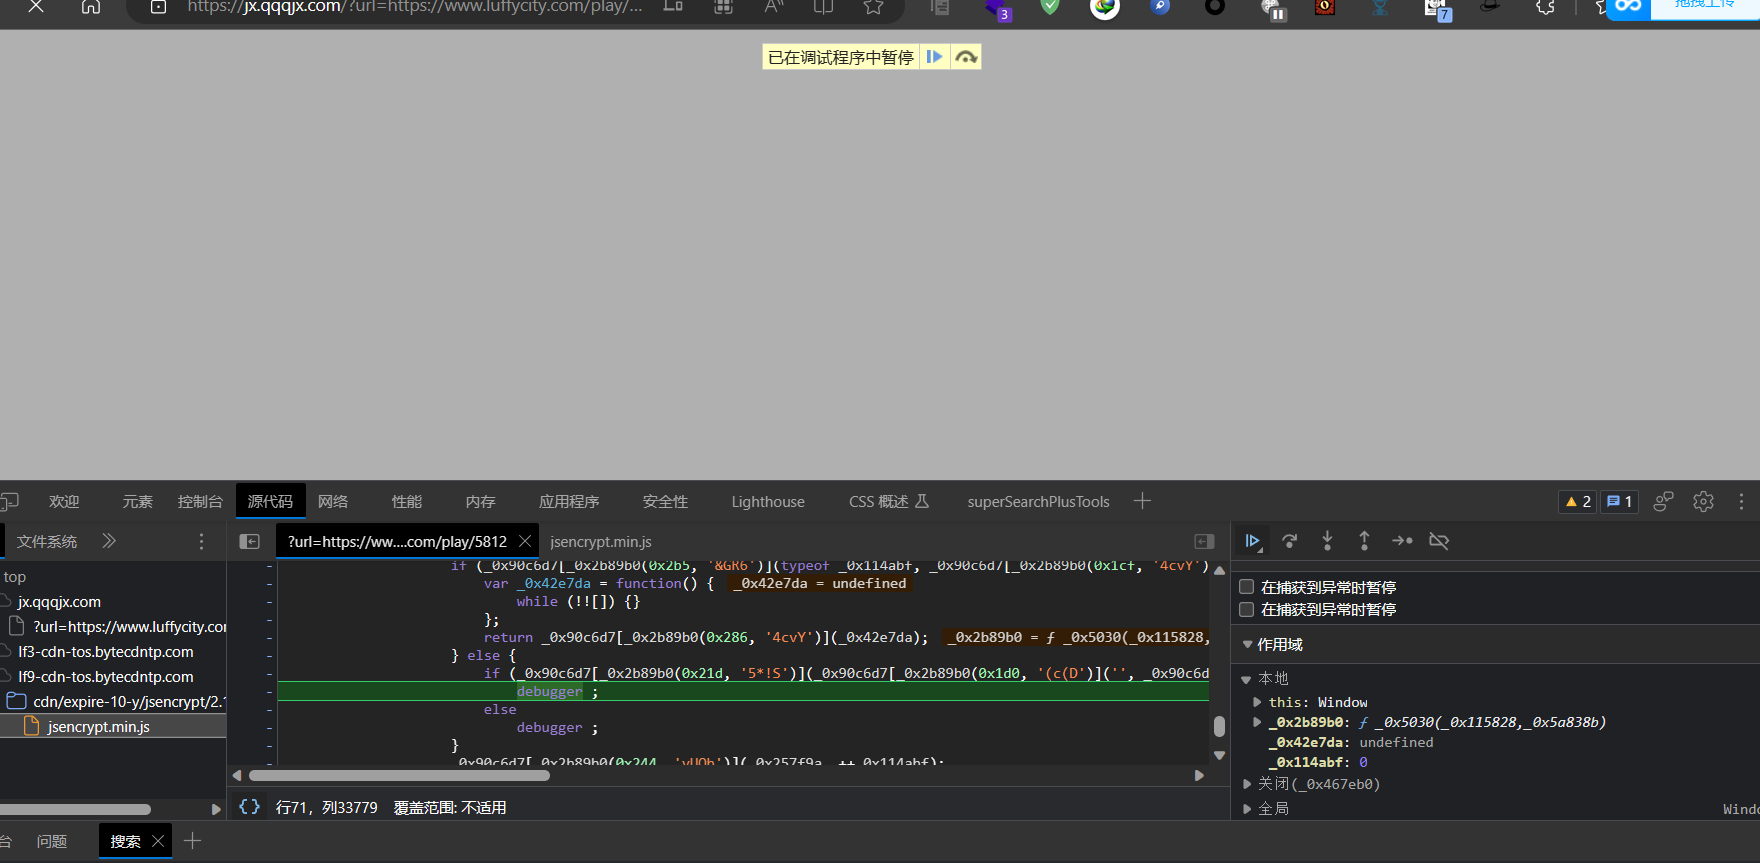 https://jx.qqqjx.com/?url=https://www.luffycity.com/play/...
3
7
拖拽上传
已在调试程序中暂停
欢迎 元素 控制台 源代码 网络 性能 内存 应用程序 安全性 Lighthouse CSS 概述 superSearchPlusTools
2 1
文件系统
?url=https://ww....com/play/5812
jsencrypt.min.js
top
jx.qqqjx.com
?url=https://www.luffycity.com
lf3-cdn-tos.bytecdntp.com
lf9-cdn-tos.bytecdntp.com
cdn/expire-10-y/jsencrypt/2.
jsencrypt.min.js
if (_0x90c6d7[_0x2b89b0(0x2b5, '&GR6')](typeof _0x114abf, _0x90c6d7[_0x2b89b0(0x1cf, '4cvY')
var _0x42e7da = function() { _0x42e7da = undefined
while (!![]) {}
};
return _0x90c6d7[_0x2b89b0(0x286, '4cvY')](_0x42e7da); _0x2b89b0 = ƒ _0x5030(_0x115828,
} else {
if (_0x90c6d7[_0x2b89b0(0x21d, '5*!S')](_0x90c6d7[_0x2b89b0(0x1d0, '(c(D')]('', _0x90c6d
debugger ;
else
debugger ;
}
_0x90c6d7[_0x2b89b0(0x244, 'yUOh')](_0x257f9a, ++_0x114abf);
{} 行71，列33779 覆盖范围: 不适用
在捕获到异常时暂停
在捕获到异常时暂停
作用域
本地
this: Window
_0x2b89b0: ƒ _0x5030(_0x115828,_0x5a838b)
_0x42e7da: undefined
_0x114abf: 0
关闭(_0x467eb0)
全局 Windo
台 问题 搜索